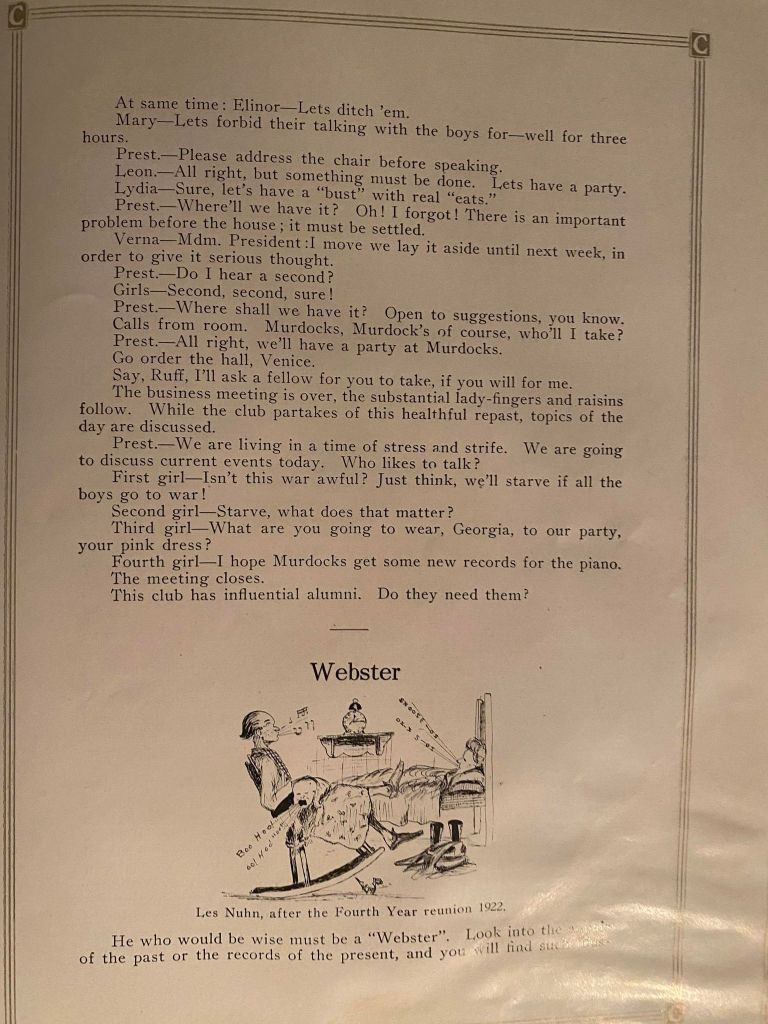 C
C
At same time: Elinor—Lets ditch 'em.
Mary—Lets forbid their talking with the boys for—well for three
hours.
Prest.—Please address the chair before speaking.
Leon.—All right, but something must be done. Lets have a party.
Lydia—Sure, let's have a "bust" with real "eats."
Prest.—Where'll we have it? Oh! I forgot! There is an important
problem before the house; it must be settled.
Verna—Mdm. President:I move we lay it aside until next week, in
order to give it serious thought.
Prest.—Do I hear a second?
Girls—Second, second, sure!
Prest.—Where shall we have it? Open to suggestions, you know.
Calls from room. Murdocks, Murdock's of course, who'll I take?
Prest.—All right, we'll have a party at Murdocks.
Go order the hall, Venice.
Say, Ruff, I'll ask a fellow for you to take, if you will for me.
The business meeting is over, the substantial lady-fingers and raisins
follow. While the club partakes of this healthful repast, topics of the
day are discussed.
Prest.—We are living in a time of stress and strife. We are going
to discuss current events today. Who likes to talk?
First girl—Isn't this war awful? Just think, we'll starve if all the
boys go to war!
Second girl—Starve, what does that matter?
Third girl—What are you going to wear, Georgia, to our party,
your pink dress?
Fourth girl—I hope Murdocks get some new records for the piano.
The meeting closes.
This club has influential alumni. Do they need them?
Webster
BOO HOO!
Les Nuhn, after the Fourth Year reunion 1922.
He who would be wise must be a "Webster". Look into the
of the past or the records of the present, and you will find such